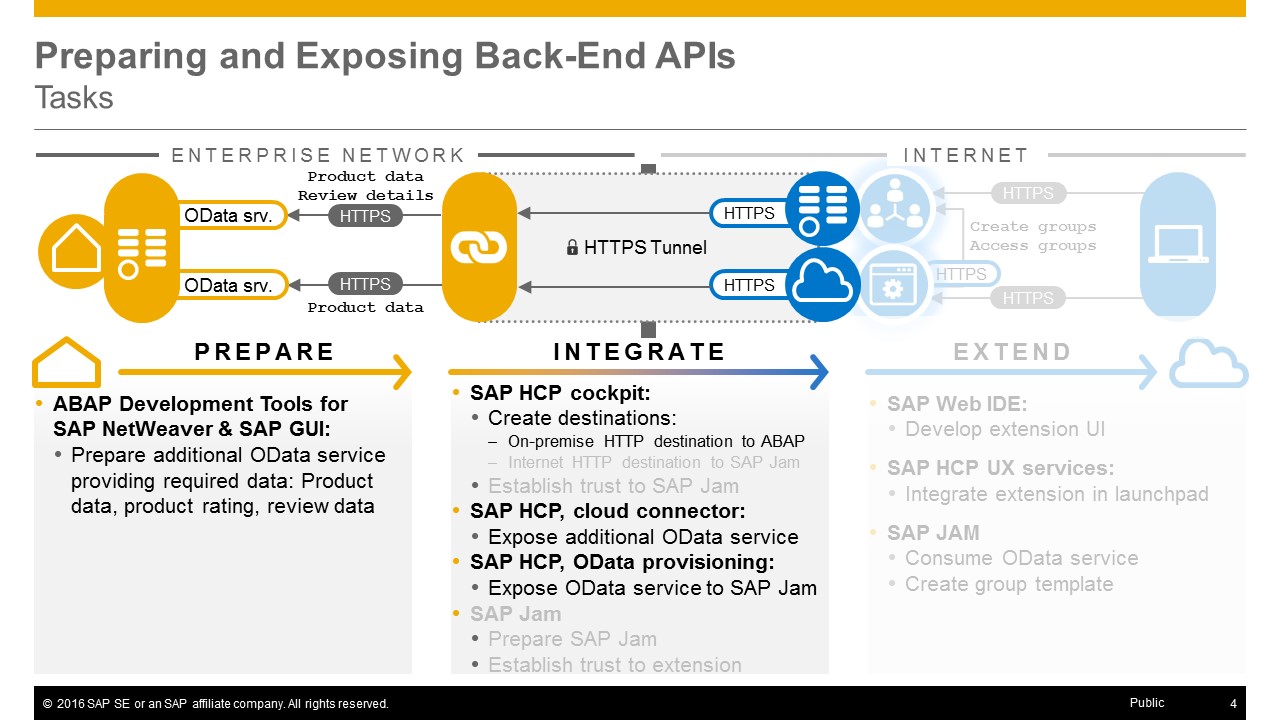 Preparing and Exposing Back-End APIs
Tasks
ENTERPRISE NETWORK
INTERNET
Product data
Review details
OData srv.
HTTPS
HTTPS
HTTPS
Create groups
Access groups
HTTPS Tunnel
HTTPS
OData srv.
HTTPS
HTTPS
HTTPS
Product data
PREPARE
INTEGRATE
EXTEND
• ABAP Development Tools for
SAP NetWeaver & SAP GUI:
• Prepare additional OData service
providing required data: Product
data, product rating, review data
• SAP HCP cockpit:
• Create destinations:
– On-premise HTTP destination to ABAP
– Internet HTTP destination to SAP Jam
• Establish trust to SAP Jam
• SAP HCP, cloud connector:
• Expose additional OData service
• SAP HCP, OData provisioning:
• Expose OData service to SAP Jam
• SAP Jam
• Prepare SAP Jam
• Establish trust to extension
• SAP Web IDE:
• Develop extension UI
• SAP HCP UX services:
• Integrate extension in launchpad
• SAP JAM
• Consume OData service
• Create group template
© 2016 SAP SE or an SAP affiliate company. All rights reserved.
Public
4